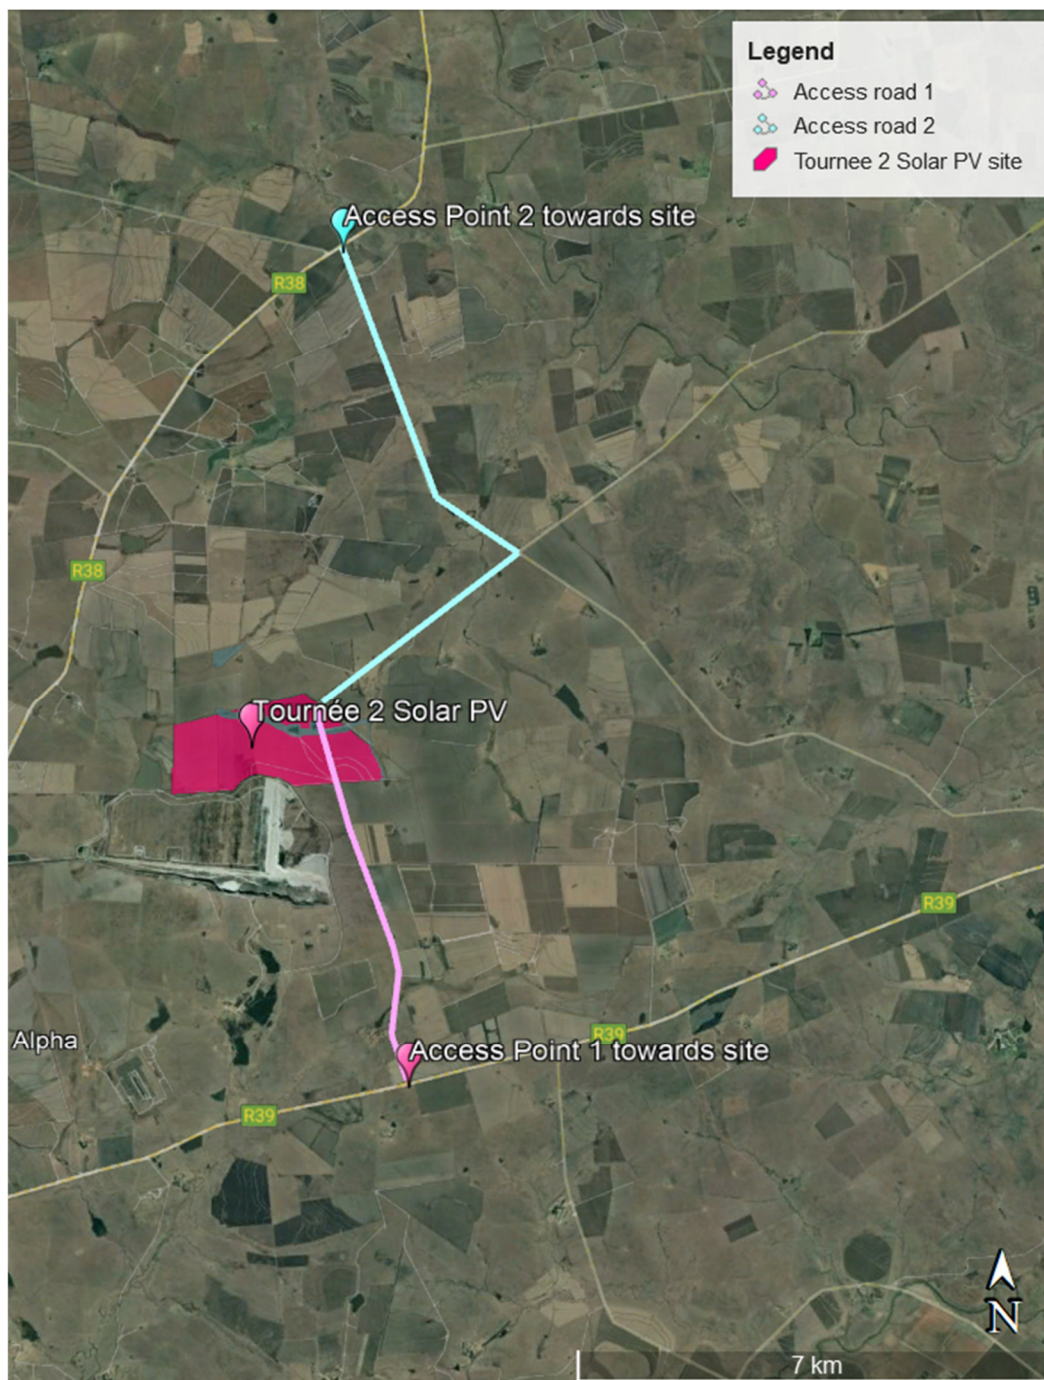 Legend
Access road 1
Access road 2
Tournee 2 Solar PV site
Access Point 2 towards site
R38
R38
Tournée 2 Solar PV
R39
Alpha
R39
Access Point 1 towards site
R39
N
7 km